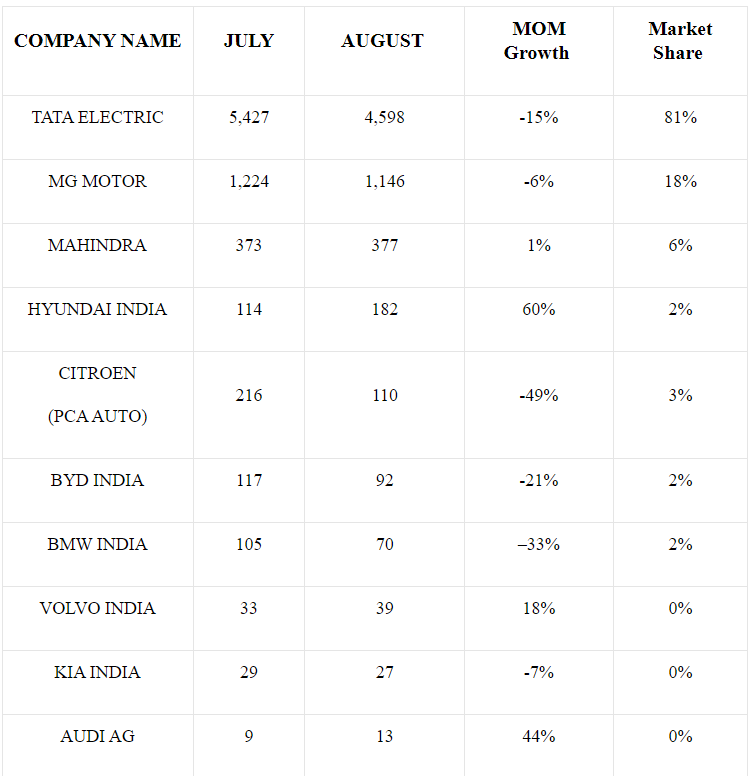 COMPANY NAME JULY AUGUST MOM Growth Market Share
TATA ELECTRIC 5,427 4,598 -15% 81%
MG MOTOR 1,224 1,146 -6% 18%
MAHINDRA 373 377 1% 6%
HYUNDAI INDIA 114 182 60% 2%
CITROEN (PCA AUTO) 216 110 -49% 3%
BYD INDIA 117 92 -21% 2%
BMW INDIA 105 70 –33% 2%
VOLVO INDIA 33 39 18% 0%
KIA INDIA 29 27 -7% 0%
AUDI AG 9 13 44% 0%